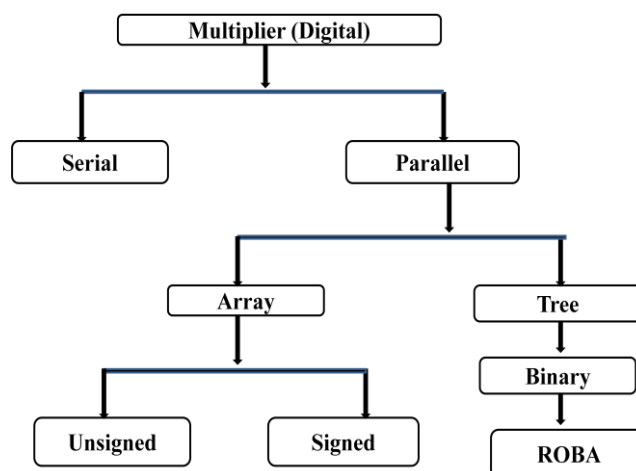 Multiplier (Digital)
Serial
Parallel
Array
Tree
Binary
Unsigned
Signed
ROBA